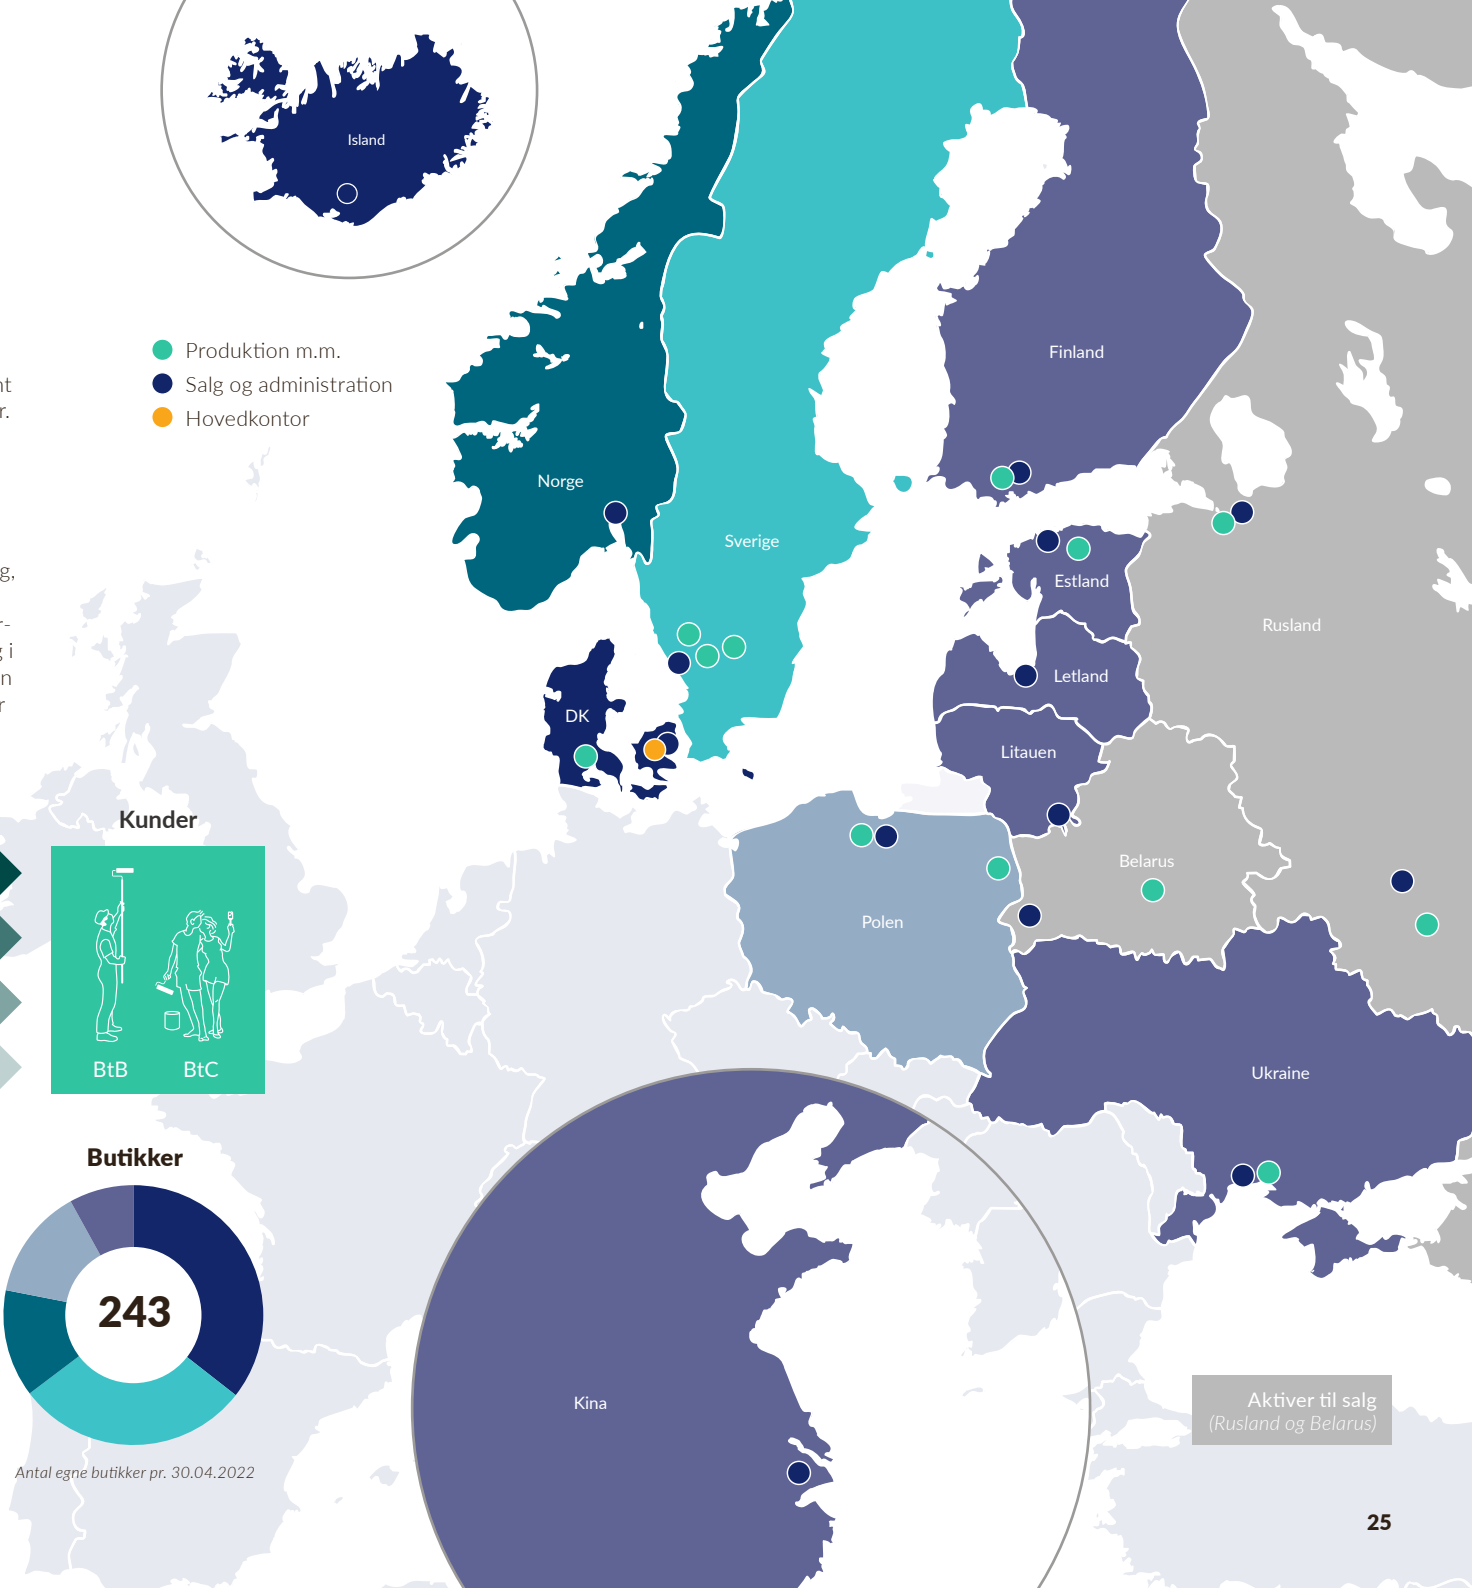 Island
Produktion m.m.
Salg og administration
Hovedkontor
nt
r.
g,
r-
g i
n
r
Norge
Sverige
Finland
Estland
Letland
Litauen
Rusland
DK
Belarus
Polen
Ukraine
Kina
Kunder
BtB
BtC
Butikker
243
Antal egne butikker pr. 30.04.2022
Aktiver til salg
(Rusland og Belarus)
25